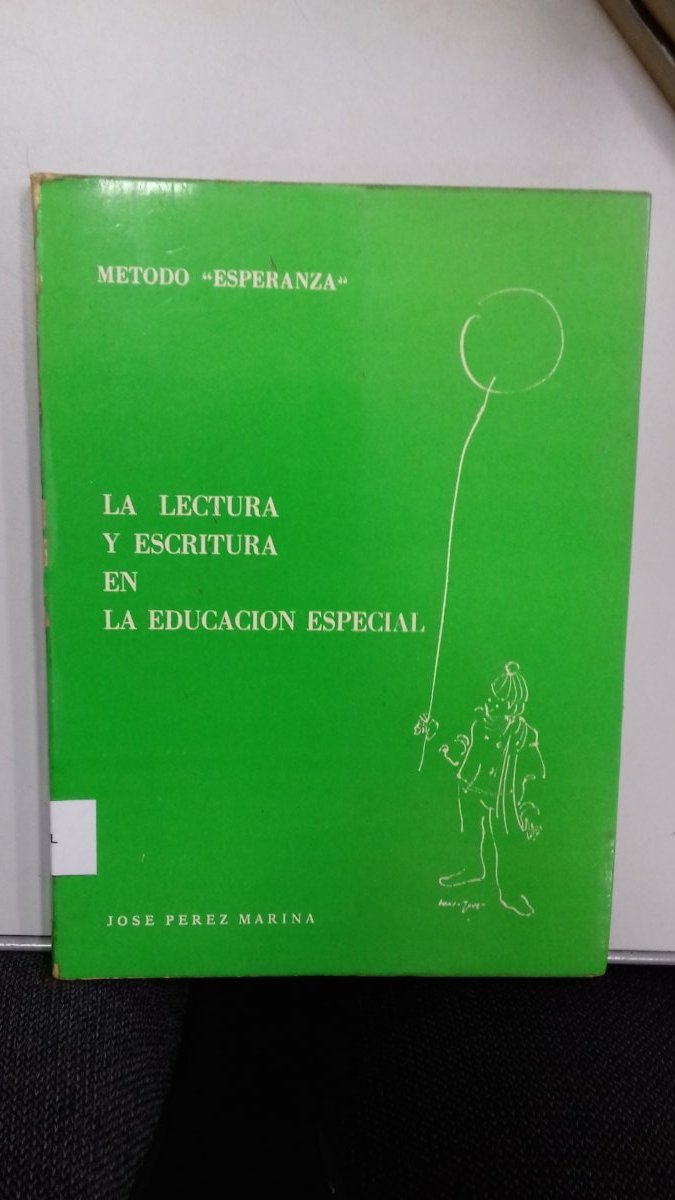 METODO “ESPERANZA”
LA LECTURA
Y ESCRITURA
EN
LA EDUCACION ESPECIAL
L
JOSE PEREZ MARINA